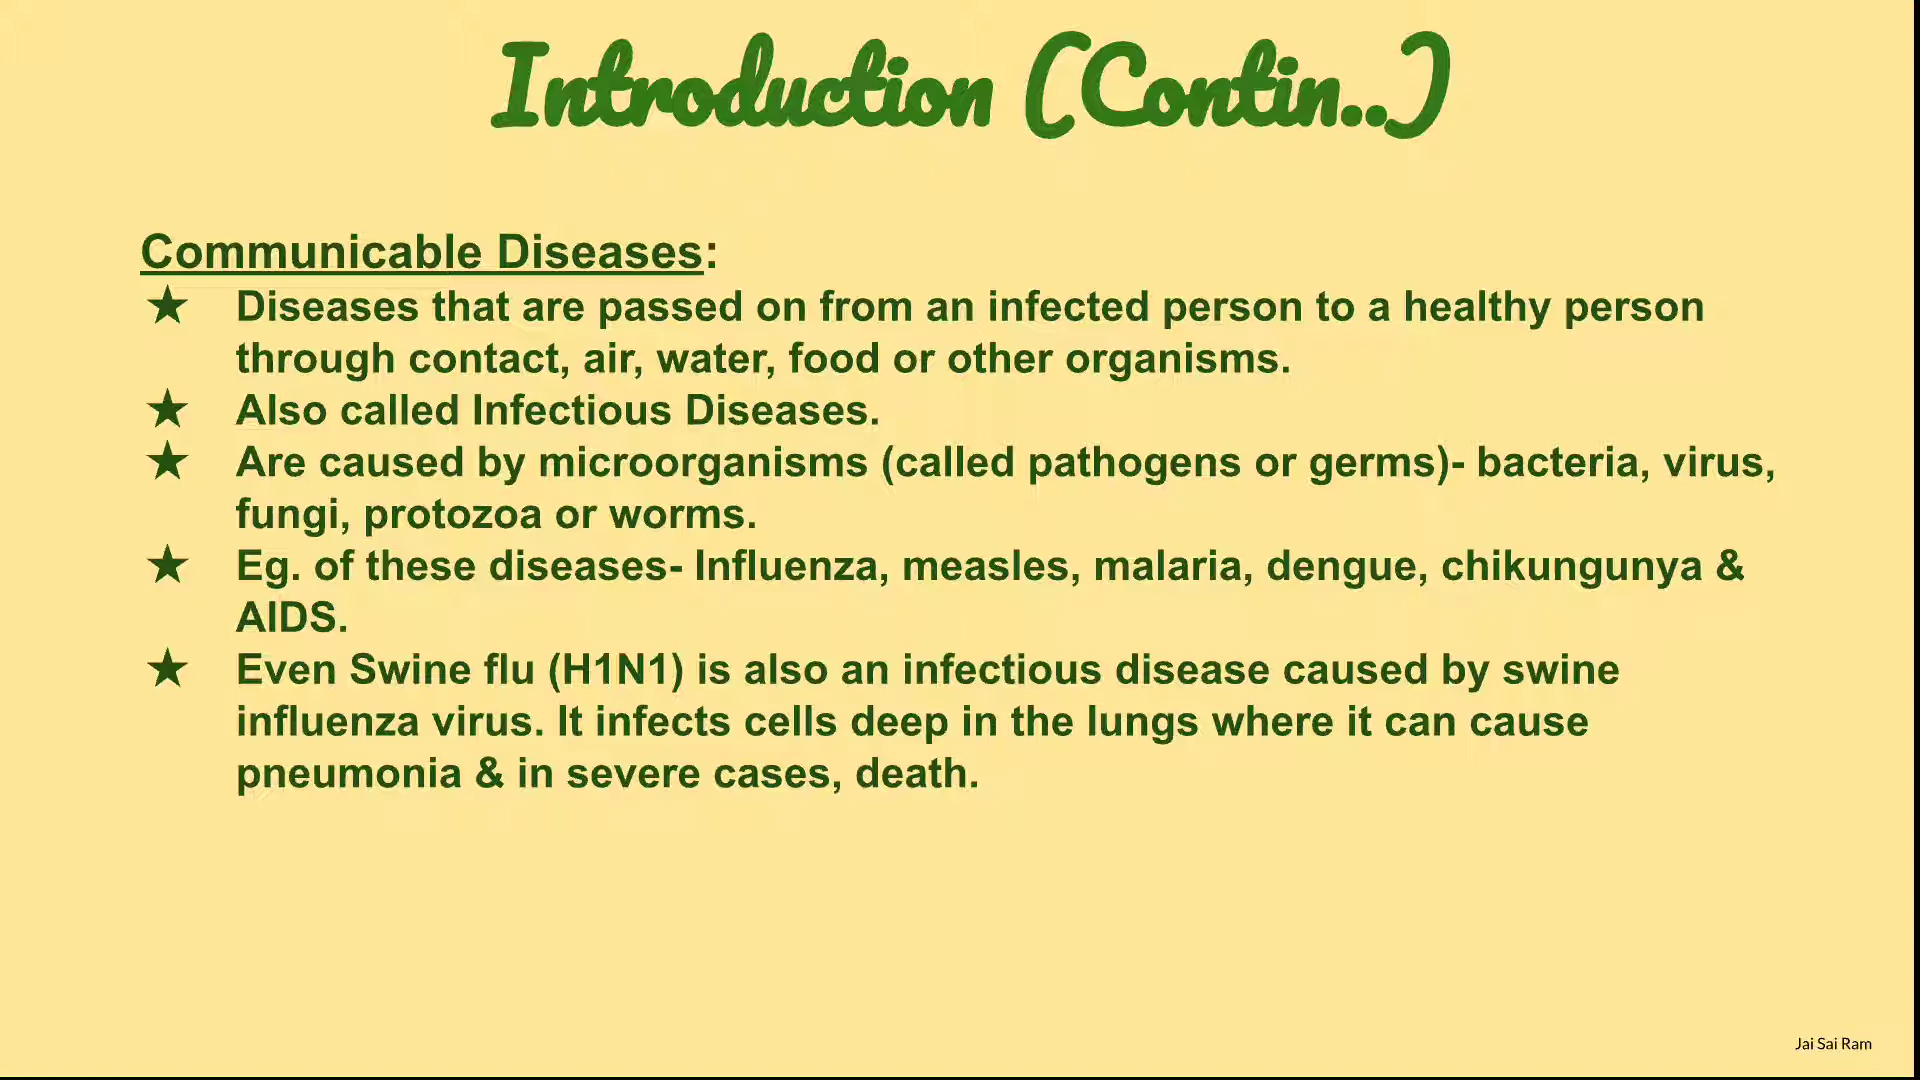 Introduction (Contin..)
Communicable Diseases:
★ Diseases that are passed on from an infected person to a healthy person
through contact, air, water, food or other organisms.
★ Also called Infectious Diseases.
★ Are caused by microorganisms (called pathogens or germs)- bacteria, virus,
fungi, protozoa or worms.
★ Eg. of these diseases- Influenza, measles, malaria, dengue, chikungunya &
AIDS.
★ Even Swine flu (H1N1) is also an infectious disease caused by swine
influenza virus. It infects cells deep in the lungs where it can cause
pneumonia & in severe cases, death.
Jai Sai Ram